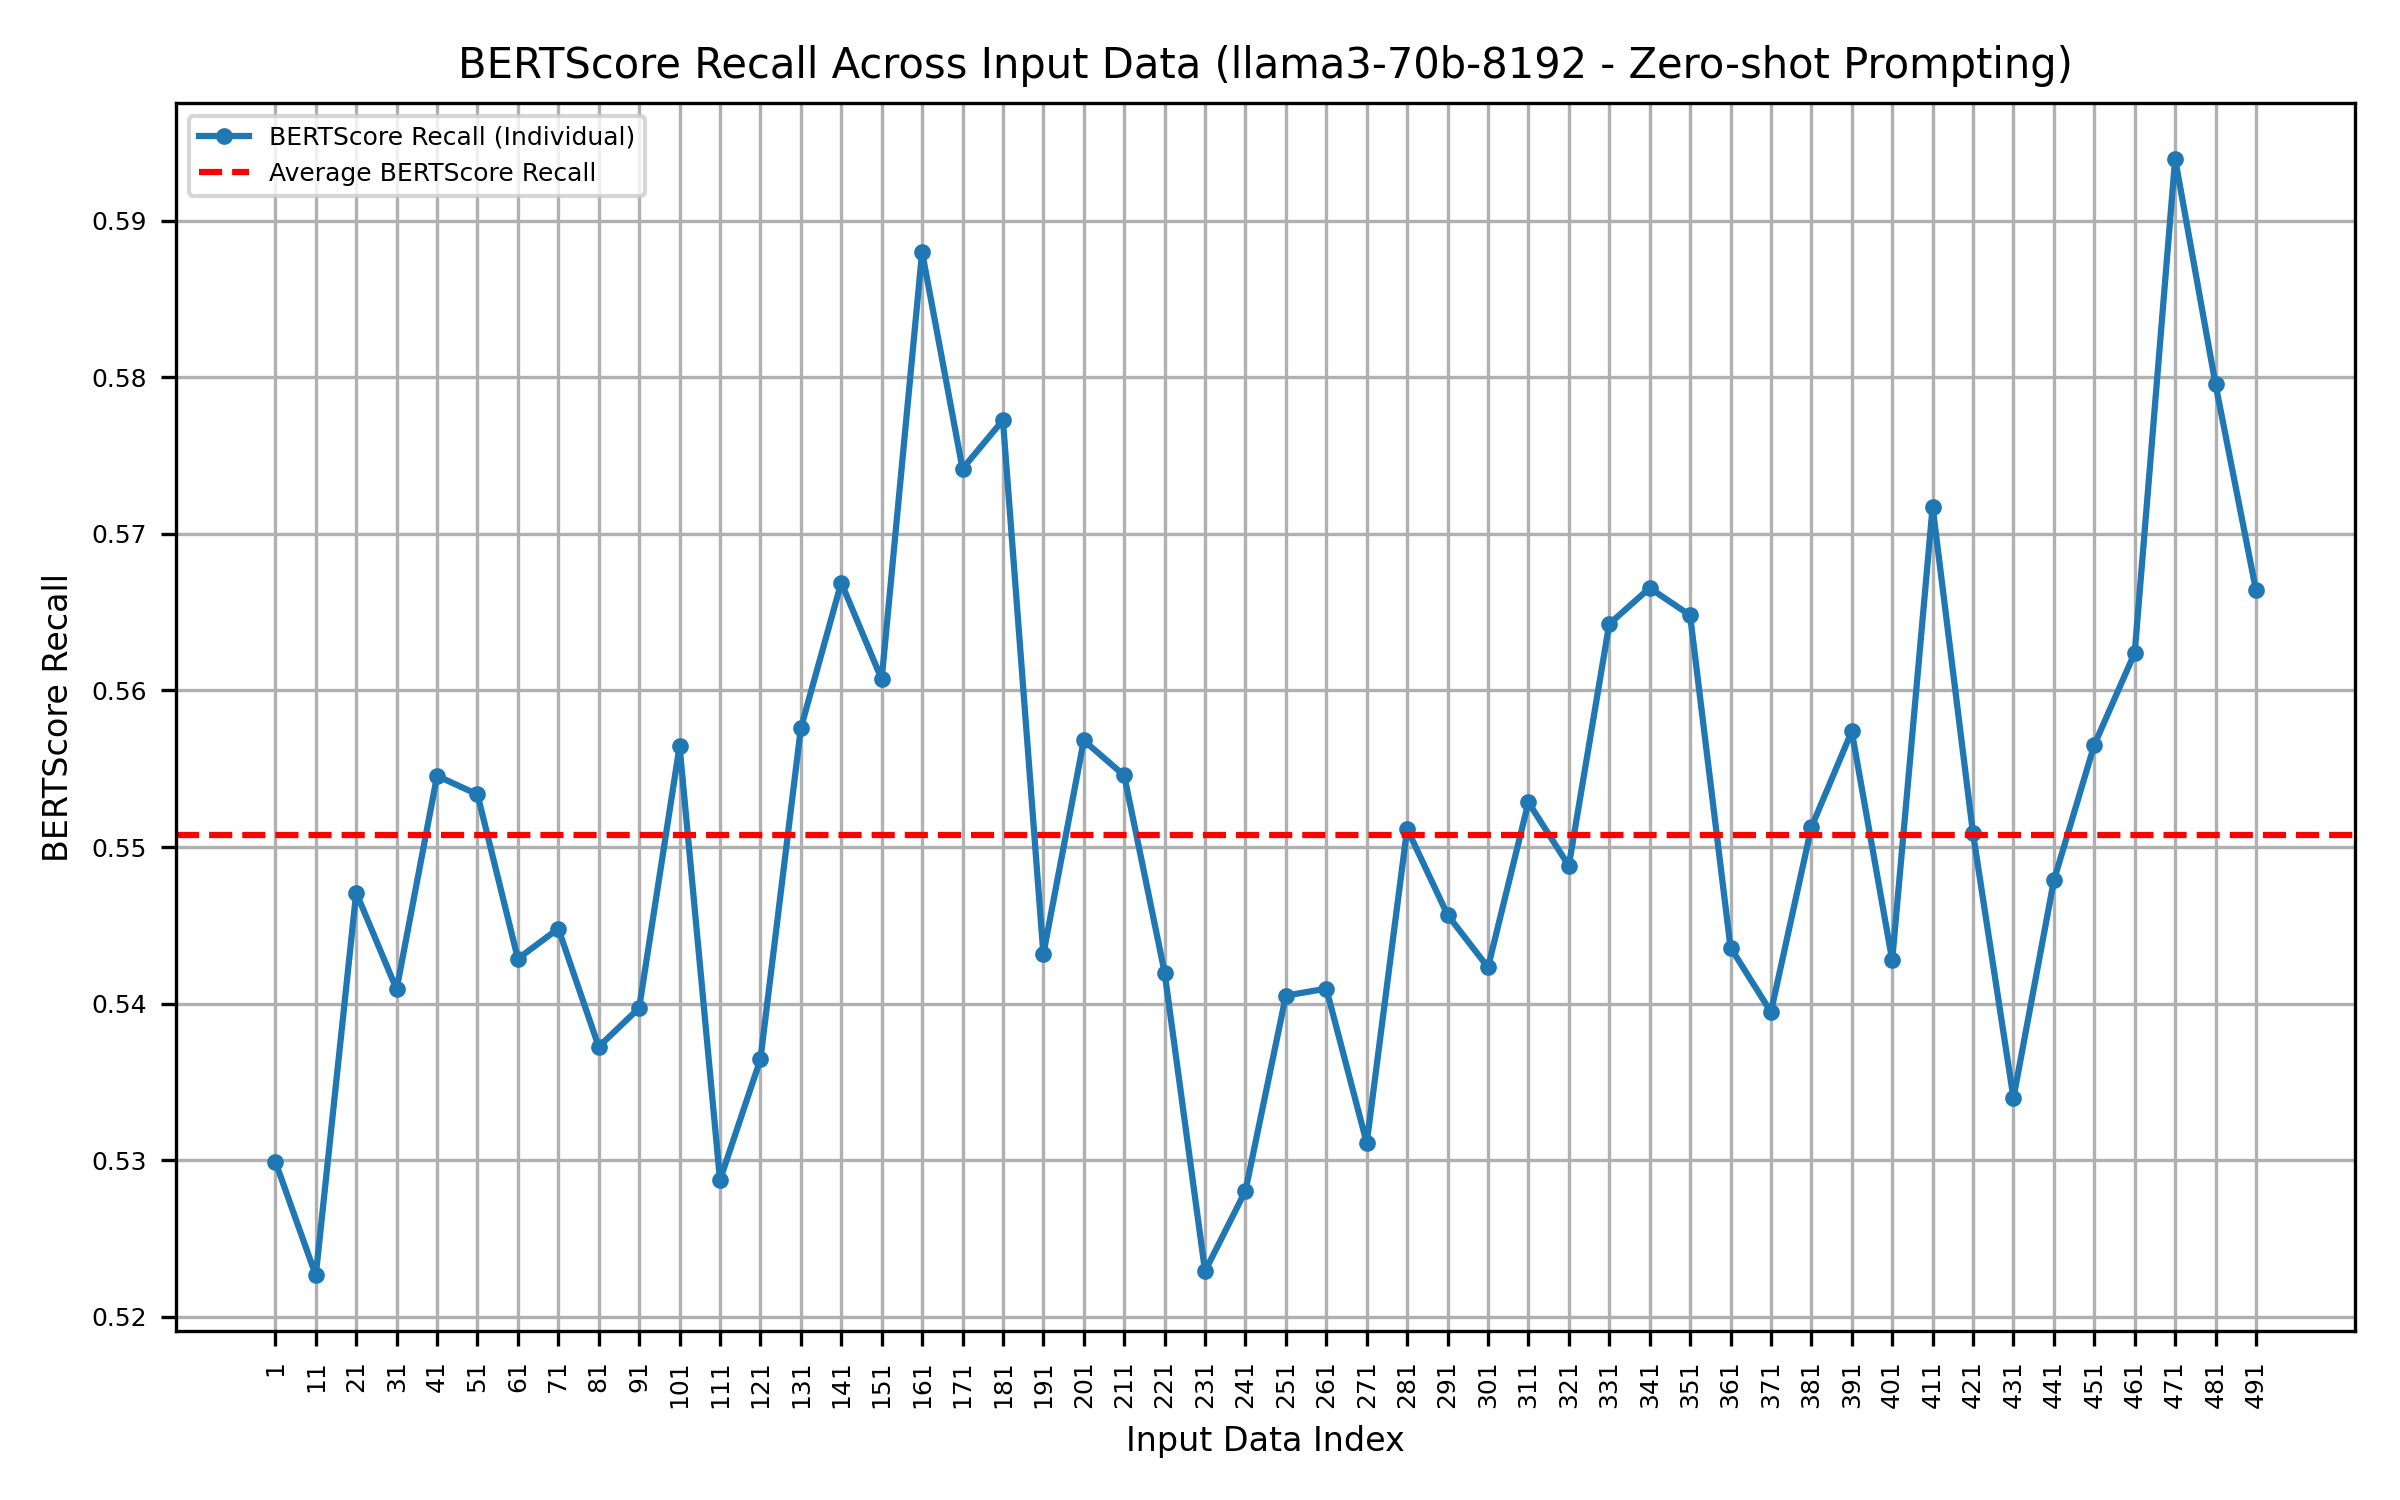 BERTScore Recall Across Input Data (llama3-70b-8192 - Zero-shot Prompting)
BERTScore Recall (Individual)
Average BERTScore Recall
BERTScore Recall
0.59
0.58
0.57
0.56
0.55
0.54
0.53
0.52
1 11 21 31 41 51 61 71 81 91 101 111 121 131 141 151 161 171 181 191 201 211 221 231 241 251 261 271 281 291 301 311 321 331 341 351 361 371 381 391 401 411 421 431 441 451 461 471 481 491
Input Data Index